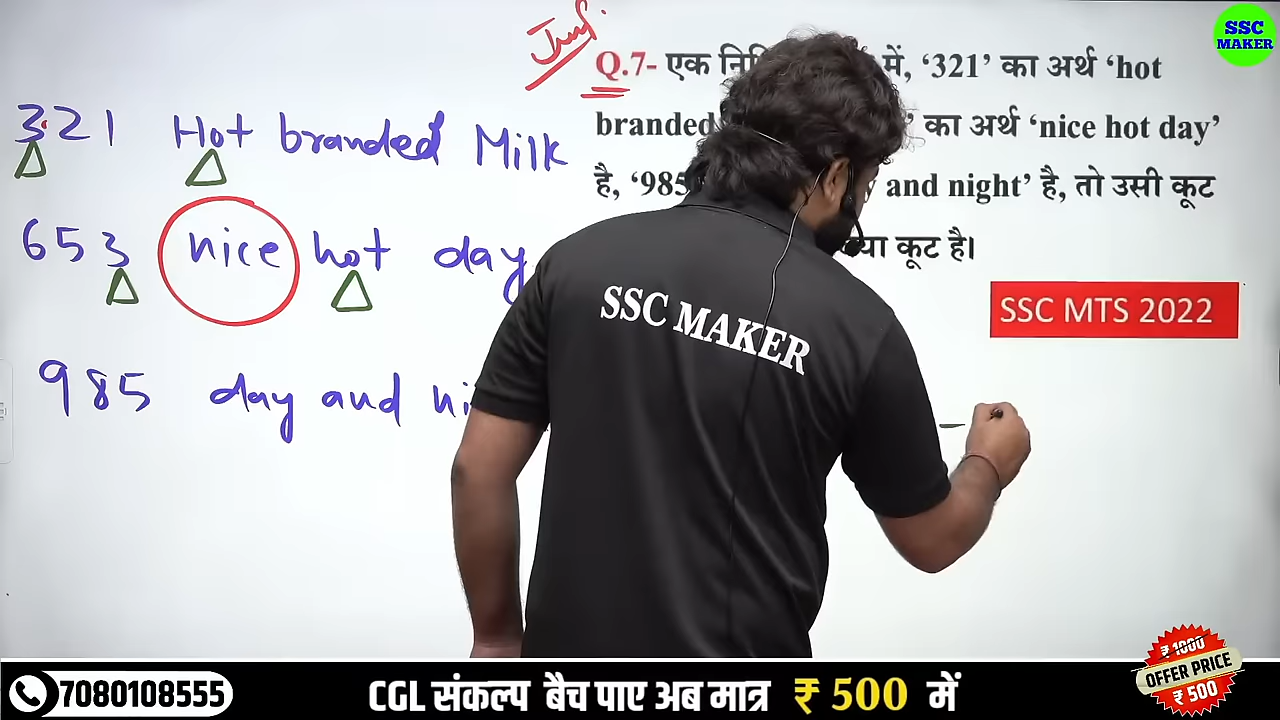 SSC
MAKER
Q.7- एक में, ‘321’ का अर्थ ‘hot
branded ’ का अर्थ ‘nice hot day’
है, ‘985 and night’ है, तो उसी कूट
कूट है।
SSC MTS 2022
321 Hot branded Milk
653 nice hot day
985 day and
SSC MAKER
7080108555
CGL संकल्प बैच पाए अब मात्र ₹ 500 में
₹ 1000
OFFER PRICE
₹ 500